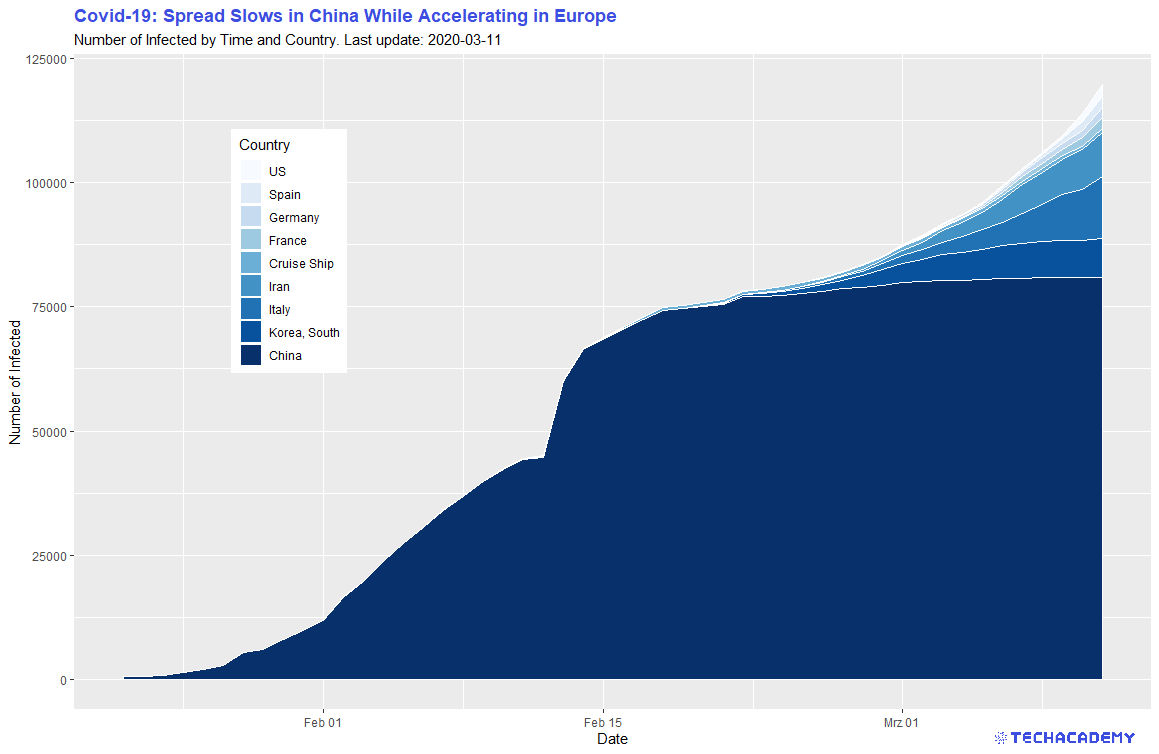 Covid-19: Spread Slows in China While Accelerating in Europe
Number of Infected by Time and Country. Last update: 2020-03-11
125000
100000
75000
50000
25000
0
Number of Infected
Country
US
Spain
Germany
France
Cruise Ship
Iran
Italy
Korea, South
China
Feb 01
Feb 15
Mrz 01
Date
TECHACADEMY